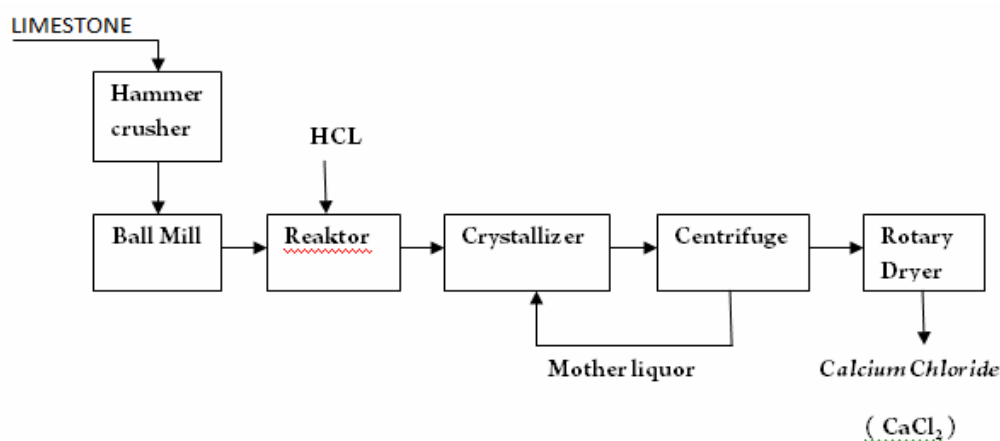 LIMESTONE
Hammer
crusher
HCL
Ball Mill
Reaktor
Crystallizer
Centrifuge
Rotary
Dryer
Mother liquor
Calcium Chloride
( CaCl₂ )